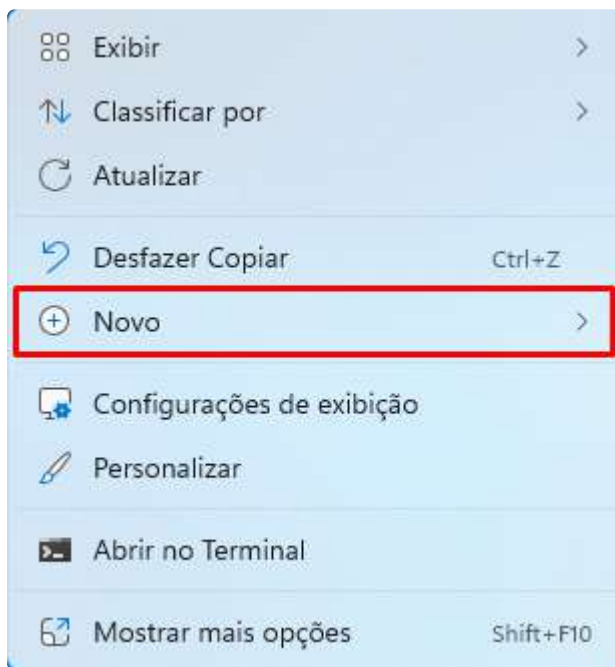 Exibir
Classificar por
Atualizar
Desfazer Copiar Ctrl+Z
Novo
Configurações de exibição
Personalizar
Abrir no Terminal
Mostrar mais opções Shift+F10